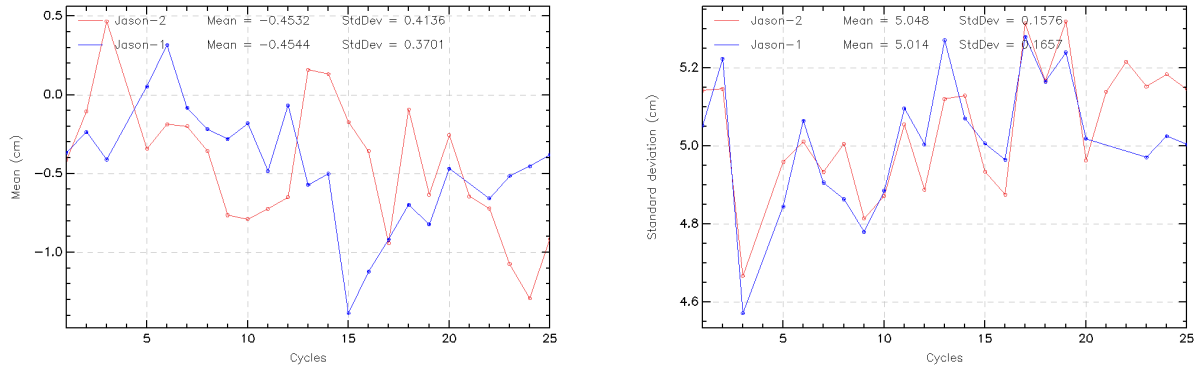 Jason-2 Mean = -0.4532 StdDev = 0.4136
Jason-1 Mean = -0.4544 StdDev = 0.3701
0.5
0.0
-0.5
-1.0
Mean (cm)
5 10 15 20 25
Cycles
Jason-2 Mean = 5.048 StdDev = 0.1576
Jason-1 Mean = 5.014 StdDev = 0.1657
5.2
5.0
4.8
4.6
Standard deviation (cm)
5 10 15 20 25
Cycles